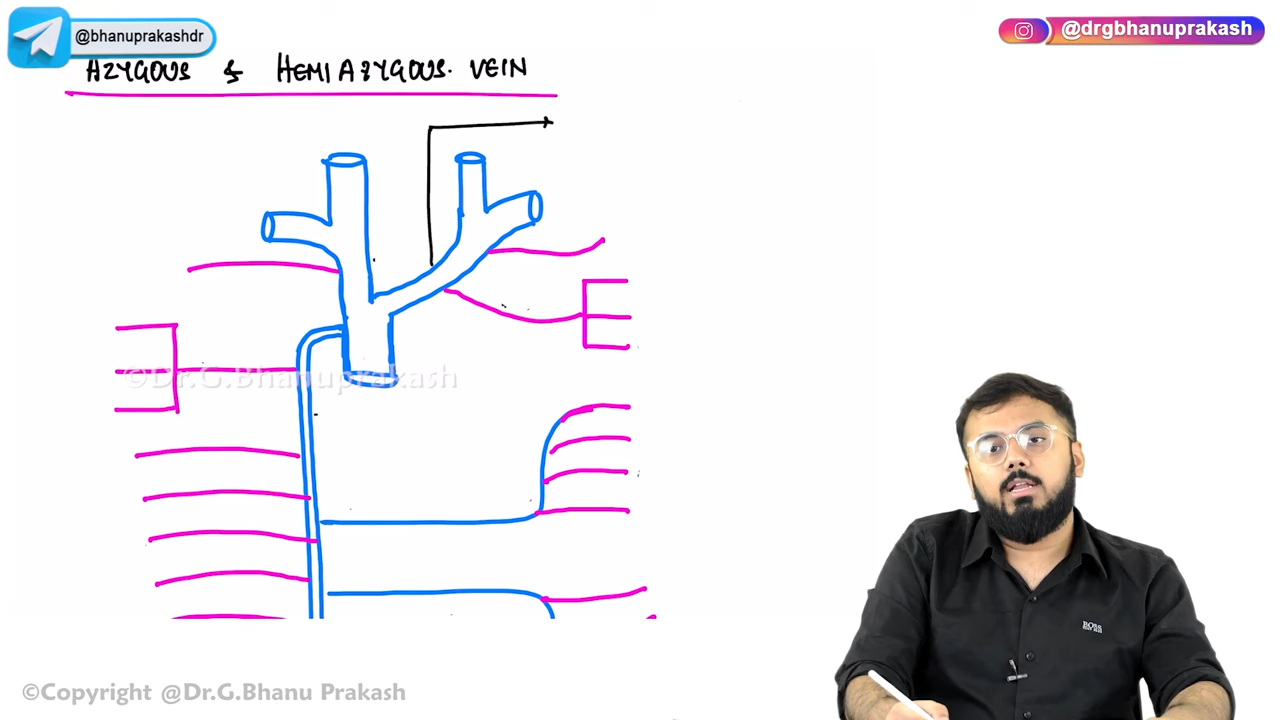 @bhanuprakashdr
@drgbhanuprakash
AZYGOUS & HEMIAZYGOUS. VEIN
©Dr.G.Bhanuprakash
BOSS
©Copyright @Dr.G.Bhanu Prakash